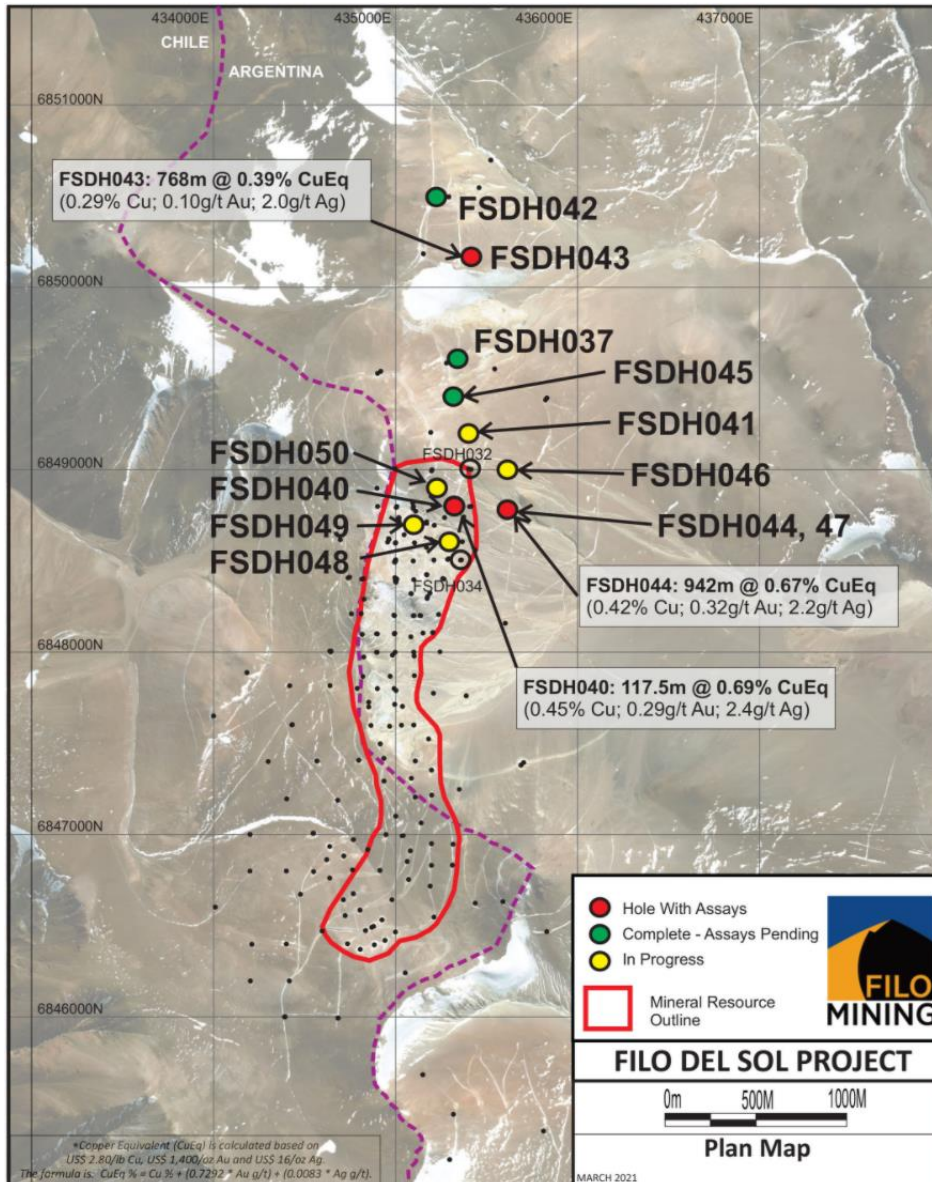 434000E 435000E 436000E 437000E
CHILE
ARGENTINA
6851000N
FSDH043: 768m @ 0.39% CuEq
(0.29% Cu; 0.10g/t Au; 2.0g/t Ag)
FSDH042
FSDH043
6850000N
FSDH037
FSDH045
FSDH041
FSDH032
6849000N
FSDH050
FSDH046
FSDH040
FSDH049
FSDH044, 47
FSDH048
FSDH034
FSDH044: 942m @ 0.67% CuEq
(0.42% Cu; 0.32g/t Au; 2.2g/t Ag)
6848000N
FSDH040: 117.5m @ 0.69% CuEq
(0.45% Cu; 0.29g/t Au; 2.4g/t Ag)
6847000N
6846000N
Hole With Assays
Complete - Assays Pending
In Progress
Mineral Resource
Outline
FILO
MINING
FILO DEL SOL PROJECT
0m 500M 1000M
Plan Map
MARCH 2021
*Copper Equivalent (CuEq) is calculated based on
US$ 2.80/lb Cu, US$ 1,400/oz Au and US$ 16/oz Ag.
The formula is: CuEq % = Cu % + (0.7292 * Au g/t) + (0.0083 * Ag g/t).